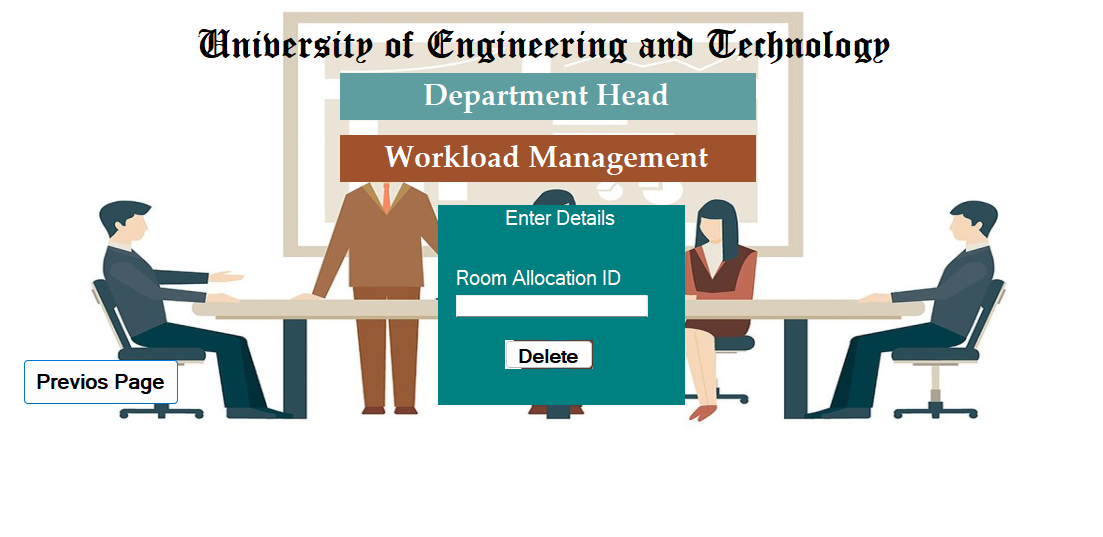 University of Engineering and Technology
Department Head
Workload Management
Enter Details
Room Allocation ID
Delete
Previos Page